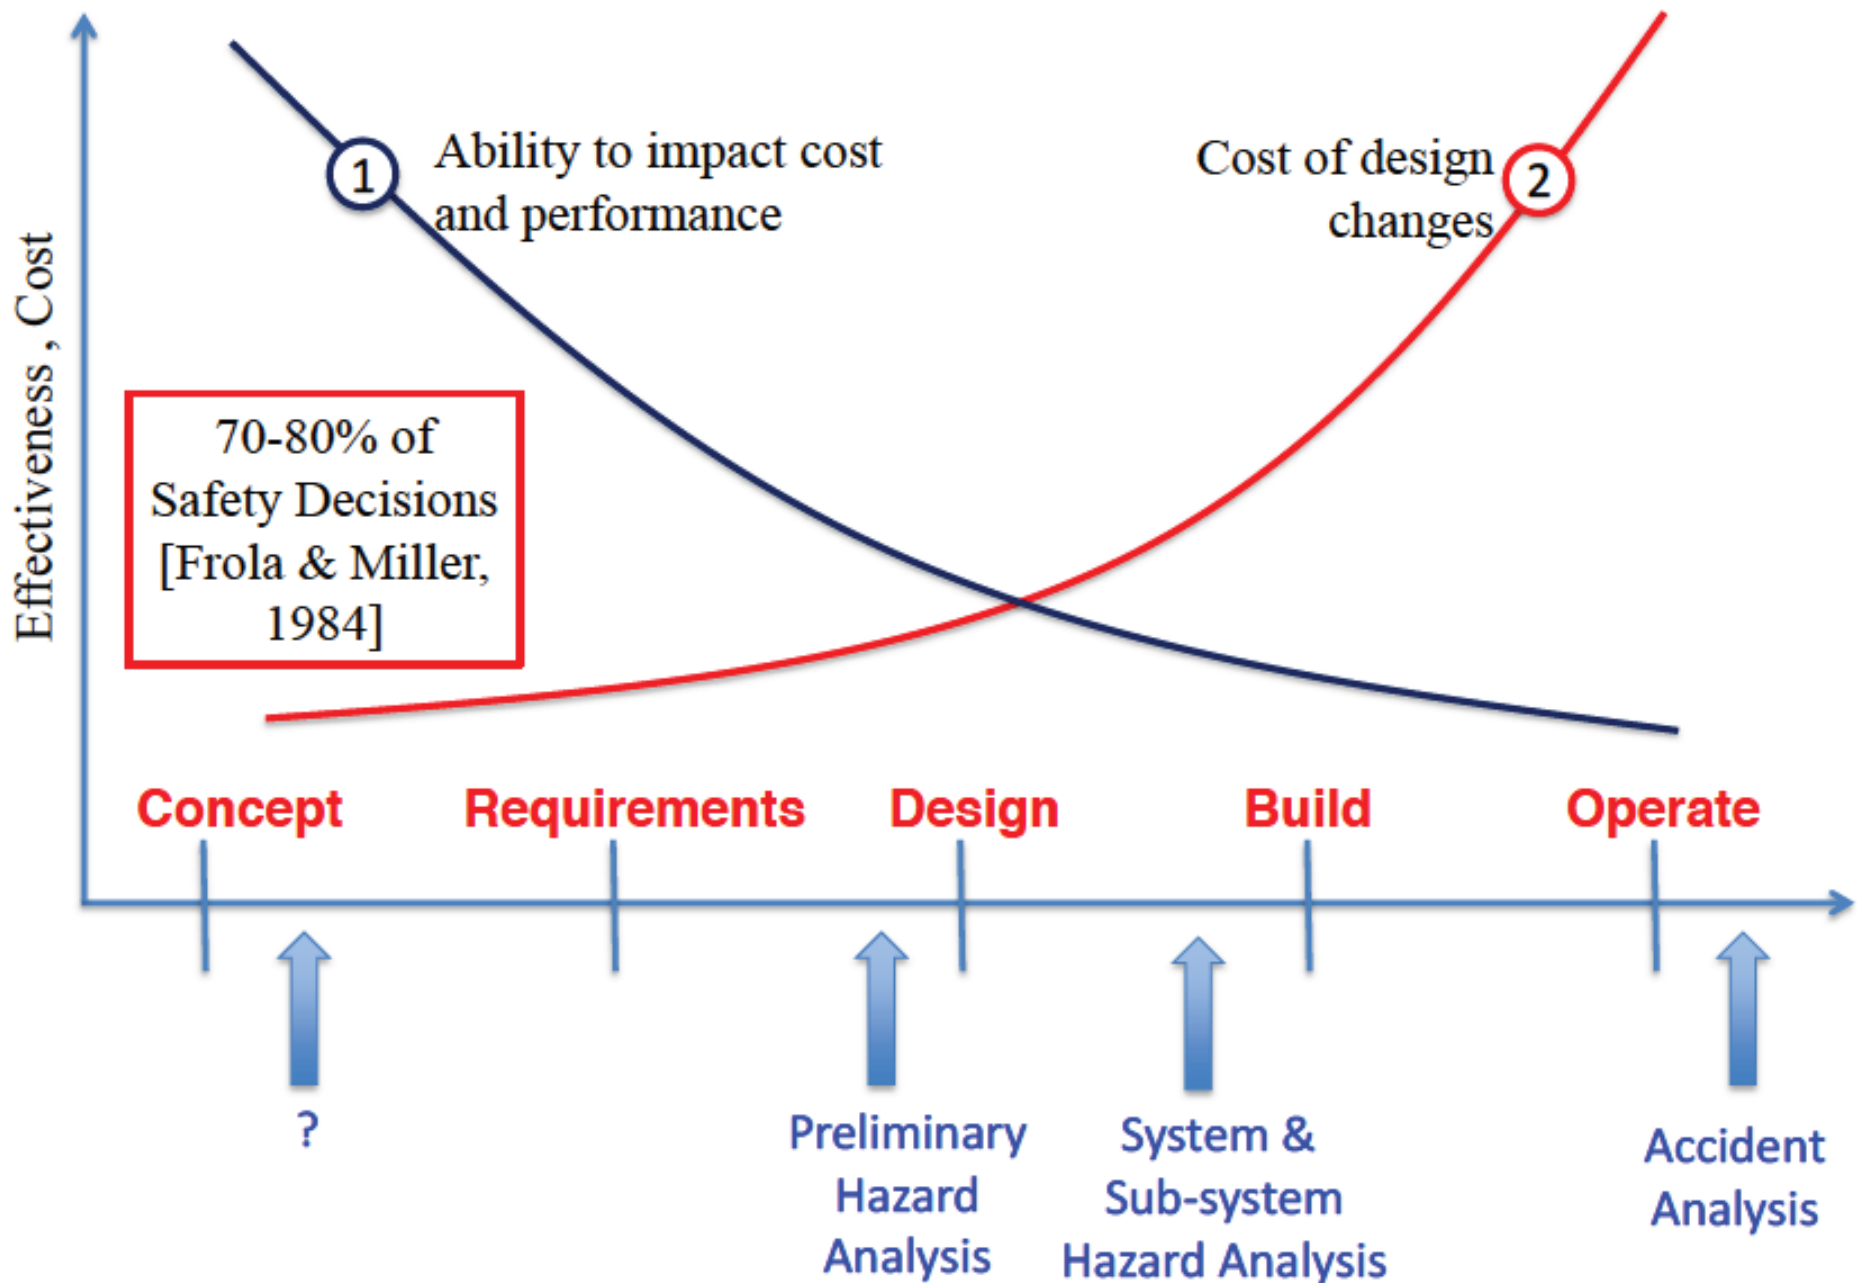 Effectiveness , Cost
1
Ability to impact cost
and performance
Cost of design
changes
2
70-80% of
Safety Decisions
[Frola & Miller,
1984]
Concept
Requirements
Design
Build
Operate
?
Preliminary
Hazard
Analysis
System &
Sub-system
Hazard Analysis
Accident
Analysis